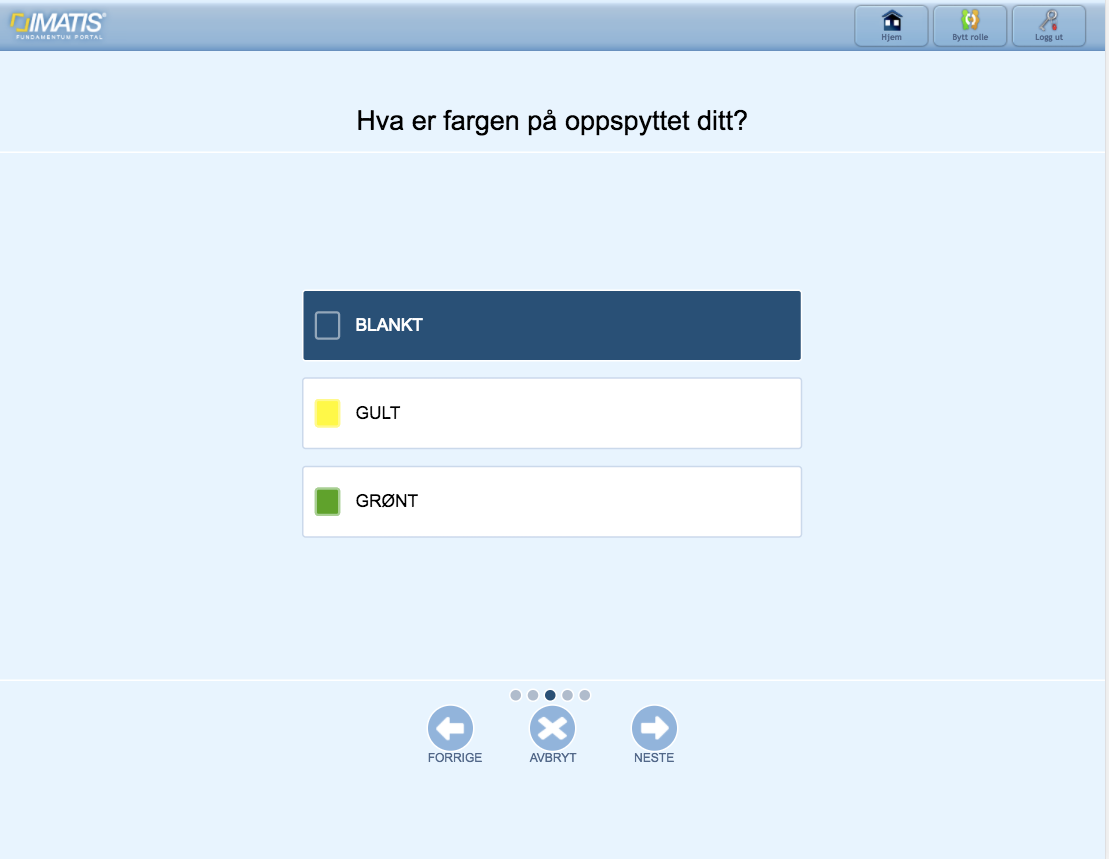 IMATIS®
FUNDAMENTUM PORTAL
Hjem
Bytt rolle
Logg ut
Hva er fargen på oppspyttet ditt?
BLANKT
GULT
GRØNT
FORRIGE
AVBRYT
NESTE